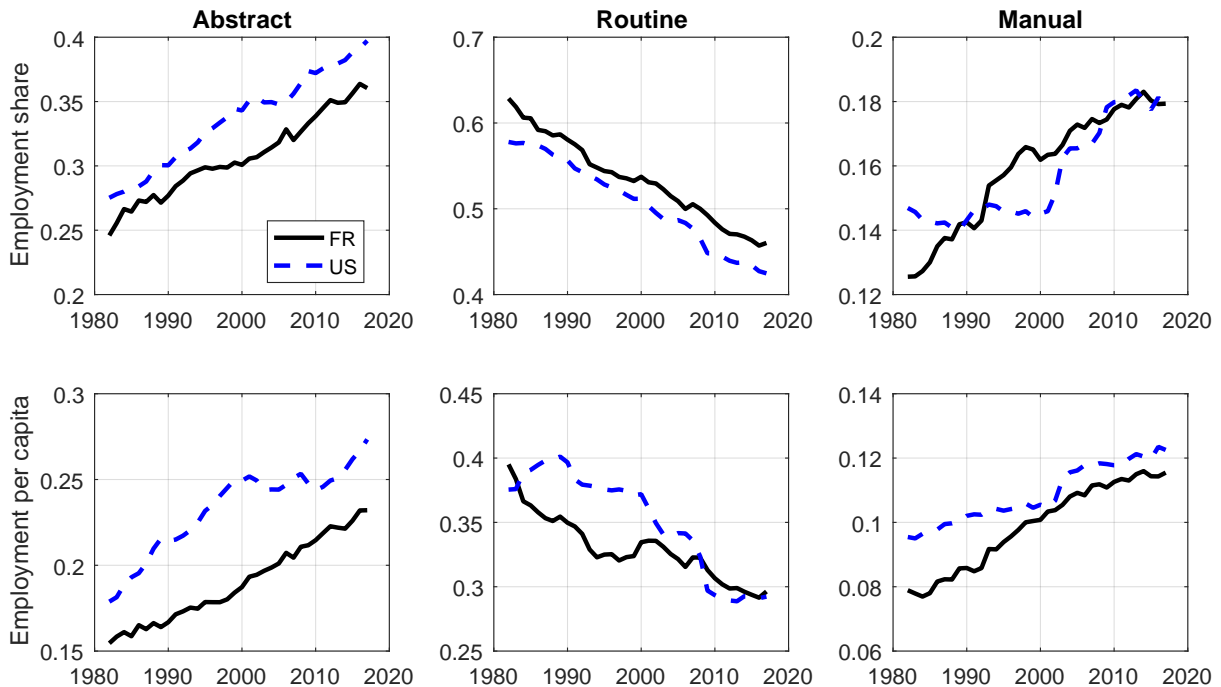 Abstract Routine Manual
Employment share
0.4 0.7 0.2
0.35 0.6 0.18
0.3 0.5 0.16
0.25 0.14
0.2 0.4 0.12
FR
US
1980 1990 2000 2010 2020 1980 1990 2000 2010 2020 1980 1990 2000 2010 2020
Employment per capita
0.3 0.45 0.14
0.25 0.4 0.12
0.2 0.35 0.1
0.3 0.08
0.15 0.25 0.06
1980 1990 2000 2010 2020 1980 1990 2000 2010 2020 1980 1990 2000 2010 2020